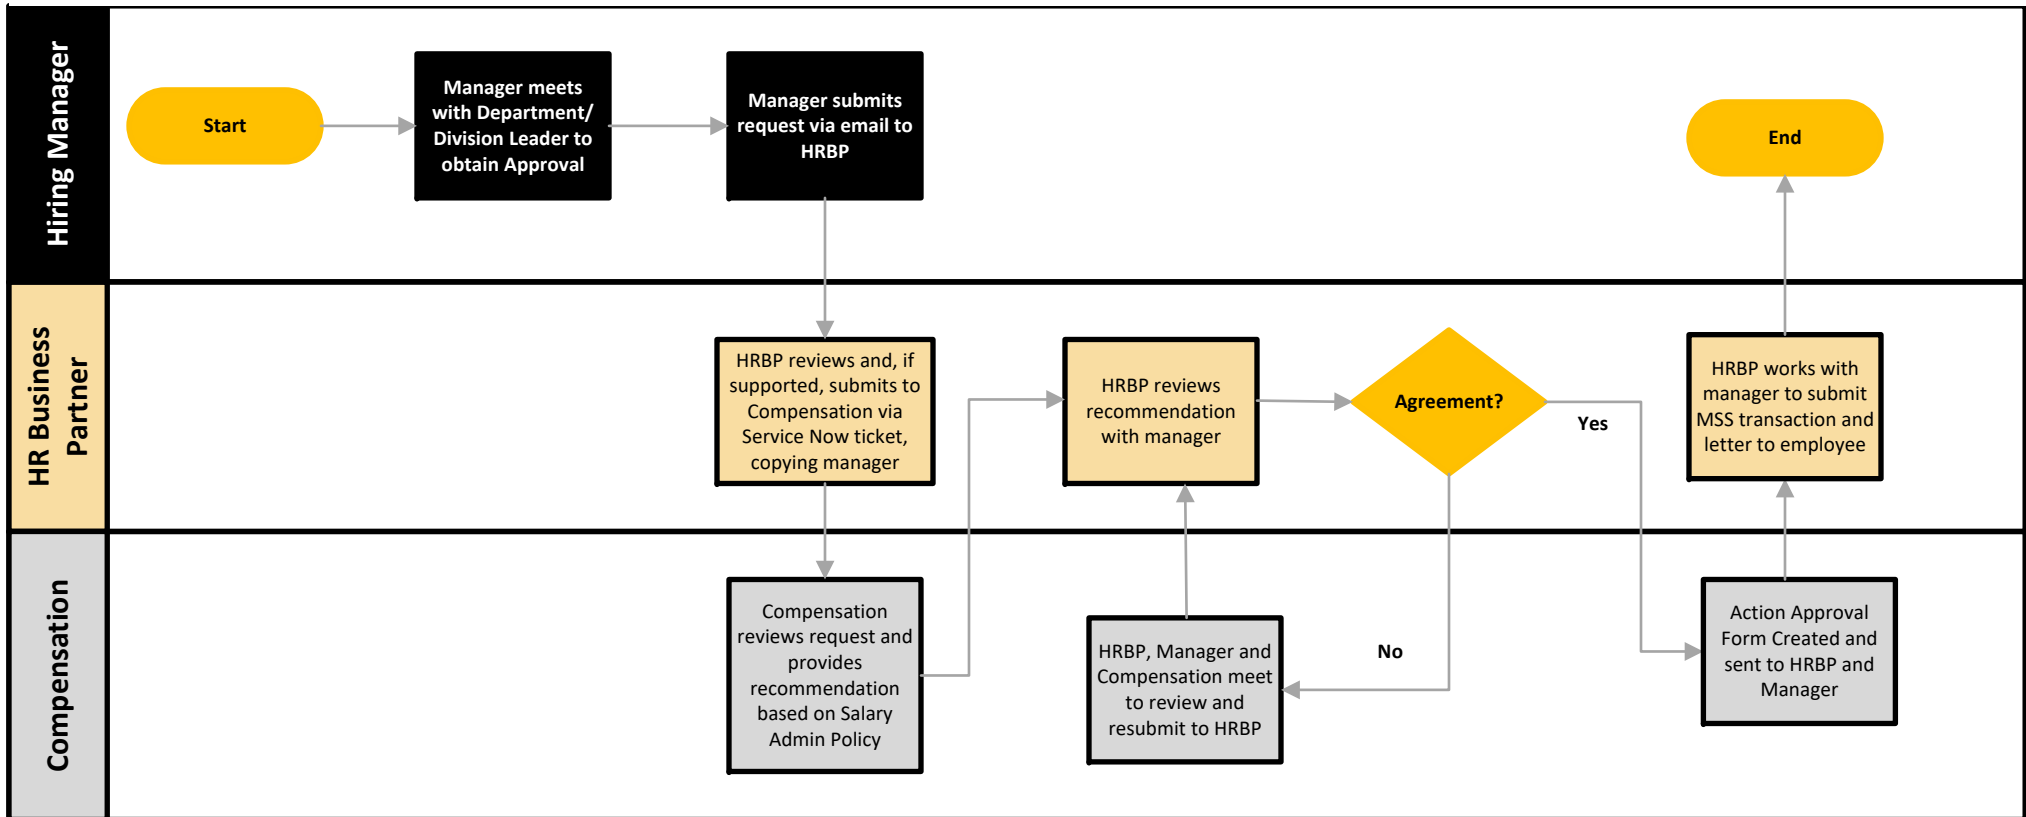 Hiring Manager
Start
Manager meets
with Department/
Division Leader to
obtain Approval
Manager submits
request via email to
HRBP
End
HR Business
Partner
HRBP reviews and, if
supported, submits to
Compensation via
Service Now ticket,
copying manager
HRBP reviews
recommendation
with manager
Agreement?
Yes
HRBP works with
manager to submit
MSS transaction and
letter to employee
Compensation
Compensation
reviews request and
provides
recommendation
based on Salary
Admin Policy
HRBP, Manager and
Compensation meet
to review and
resubmit to HRBP
No
Action Approval
Form Created and
sent to HRBP and
Manager